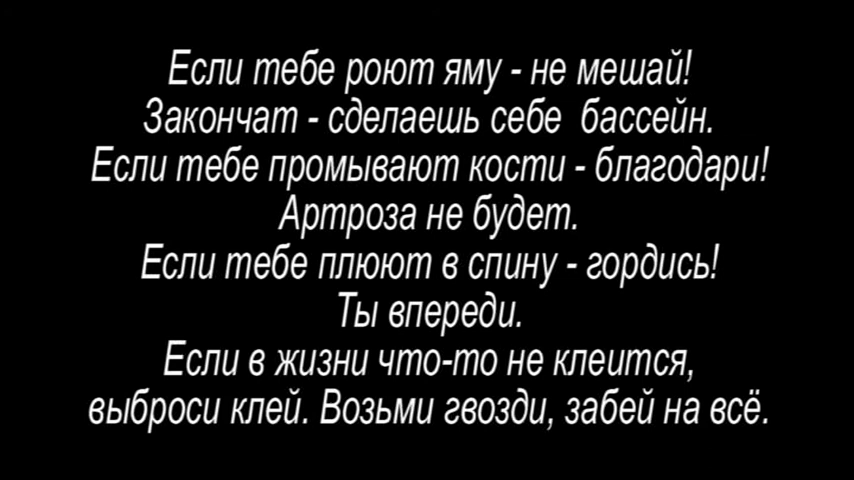 Если тебе роют яму - не мешай!
Закончат - сделаешь себе бассейн.
Если тебе промывают кости - благодари!
Артроза не будет.
Если тебе плюют в спину - гордись!
Ты впереди.
Если в жизни что-то не клеится,
выброси клей. Возьми гвозди, забей на всё.